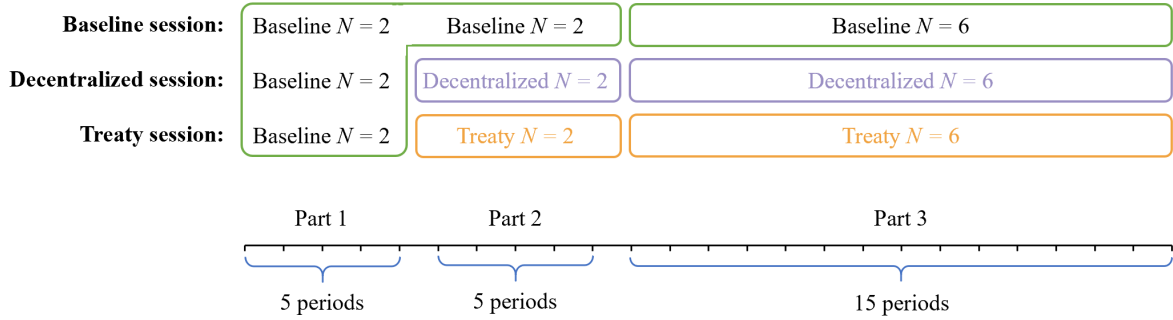 Baseline session: Baseline N = 2 Baseline N = 2 Baseline N = 6
Decentralized session: Baseline N = 2 Decentralized N = 2 Decentralized N = 6
Treaty session: Baseline N = 2 Treaty N = 2 Treaty N = 6
Part 1 Part 2 Part 3
5 periods 5 periods 15 periods